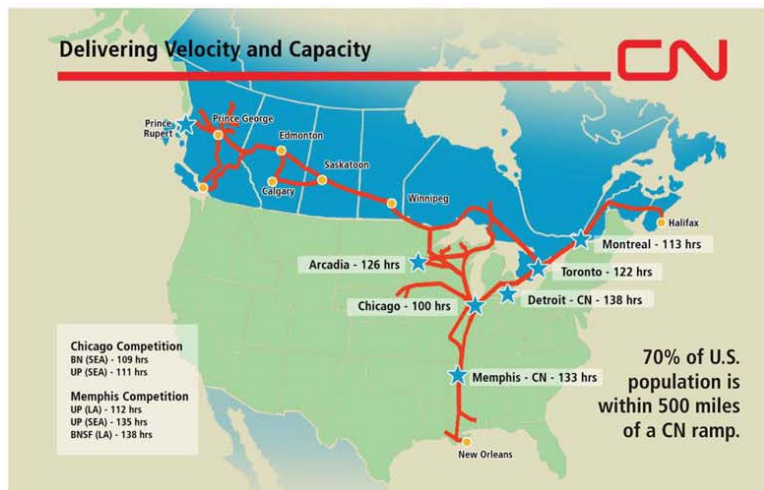 Delivering Velocity and Capacity
CN
Prince
Rupert
Prince George
Edmonton
Saskatoon
Calgary
Winnipeg
Halifax
Montreal - 113 hrs
Arcadia - 126 hrs
Toronto - 122 hrs
Chicago - 100 hrs
Detroit - CN - 138 hrs
Chicago Competition
BN (SEA) - 109 hrs
UP (SEA) - 111 hrs
Memphis Competition
UP (LA) - 112 hrs
UP (SEA) - 135 hrs
BNSF (LA) - 138 hrs
Memphis - CN - 133 hrs
70% of U.S.
population is
within 500 miles
of a CN ramp.
New Orleans